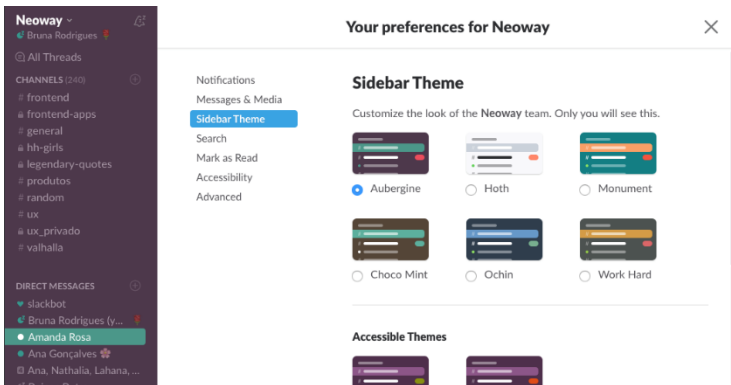 Neoway
Bruna Rodrigues
All Threads
CHANNELS (240)
# frontend
frontend-apps
# general
hh-girls
legendary-quotes
# produtos
# random
# ux
ux_privado
# valhalla
DIRECT MESSAGES
slackbot
Bruna Rodrigues (y...
Amanda Rosa
Ana Gonçalves
Ana, Nathalia, Lahana, ...
Your preferences for Neoway
Notifications
Messages & Media
Sidebar Theme
Search
Mark as Read
Accessibility
Advanced
Sidebar Theme
Customize the look of the Neoway team. Only you will see this.
Aubergine
Hoth
Monument
Choco Mint
Ochin
Work Hard
Accessible Themes